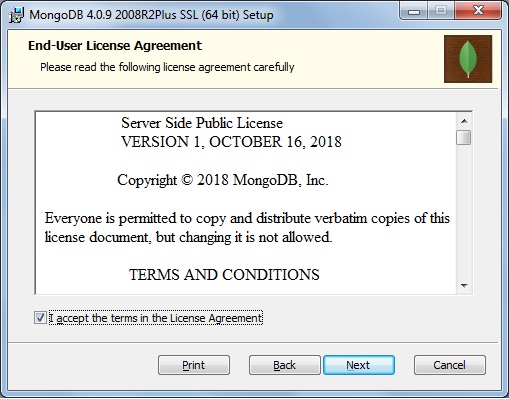 MongoDB 4.0.9 2008R2Plus SSL (64 bit) Setup
End-User License Agreement
Please read the following license agreement carefully
Server Side Public License
VERSION 1, OCTOBER 16, 2018
Copyright © 2018 MongoDB, Inc.
Everyone is permitted to copy and distribute verbatim copies of this
license document, but changing it is not allowed.
TERMS AND CONDITIONS
I accept the terms in the License Agreement
Print
Back
Next
Cancel